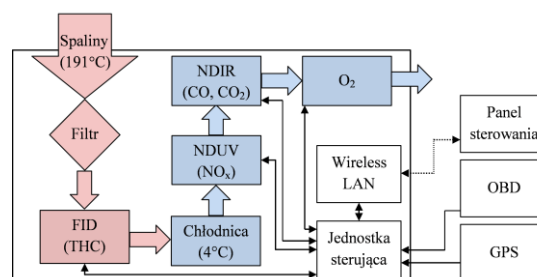 Spaliny
(191°C)
Filtr
FID
(THC)
Chłodnica
(4°C)
NDUV
(NOₓ)
NDIR
(CO, CO₂)
O₂
Wireless
LAN
Jednostka
sterująca
Panel
sterowania
OBD
GPS